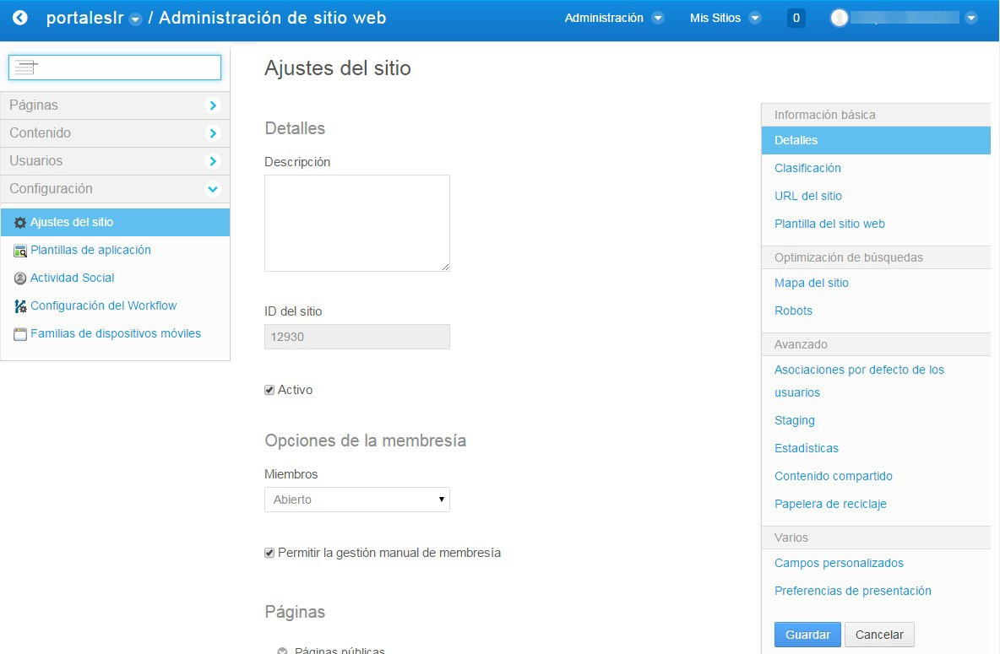 portaleslr / Administración de sitio web
Administración
Mis Sitios
0
Páginas
Contenido
Usuarios
Configuración
Ajustes del sitio
Plantillas de aplicación
Actividad Social
Configuración del Workflow
Familias de dispositivos móviles
Ajustes del sitio
Detalles
Descripción
ID del sitio
12930
Activo
Opciones de la membresía
Miembros
Abierto
Permitir la gestión manual de membresía
Páginas
Páginas públicas
Información básica
Detalles
Clasificación
URL del sitio
Plantilla del sitio web
Optimización de búsquedas
Mapa del sitio
Robots
Avanzado
Asociaciones por defecto de los
usuarios
Staging
Estadísticas
Contenido compartido
Papelera de reciclaje
Varios
Campos personalizados
Preferencias de presentación
Guardar
Cancelar